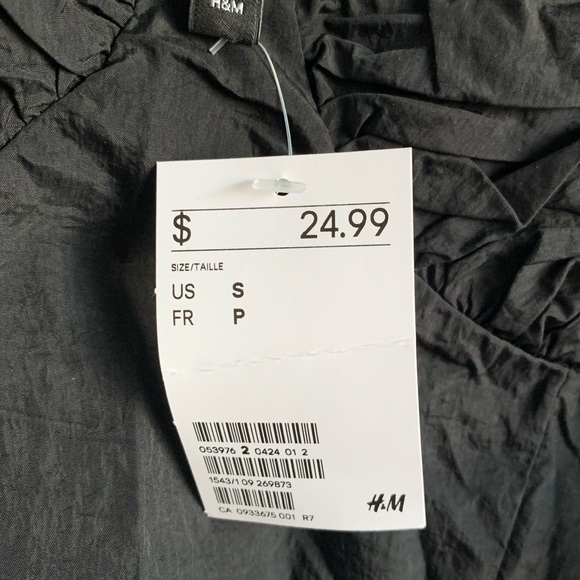 H&M
$ 24.99
SIZE/TAILLE
US S
FR P
053976 2 0424 01 2
1543/1 09 269873
CA 0933675 001 R7
H&M